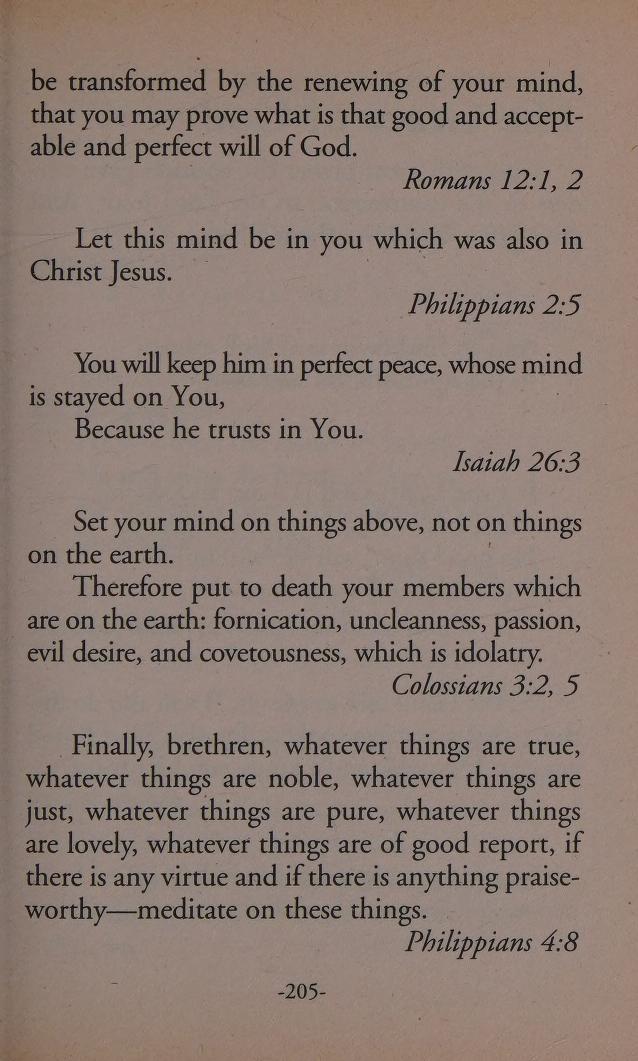 be transformed by the renewing of your mind,
that you may prove what is that good and accept-
able and perfect will of God.
Romans 12:1, 2
Let this mind be in you which was also in
Christ Jesus.
Philippians 2:5
You will keep him in perfect peace, whose mind
is stayed on You,
Because he trusts in You.
Isaiah 26:3
Set your mind on things above, not on things
on the earth.
Therefore put to death your members which
are on the earth: fornication, uncleanness, passion,
evil desire, and covetousness, which is idolatry.
Colossians 3:2, 5
Finally, brethren, whatever things are true,
whatever things are noble, whatever things are
just, whatever things are pure, whatever things
are lovely, whatever things are of good report, if
there is any virtue and if there is anything praise-
worthy—meditate on these things.
Philippians 4:8
-205-